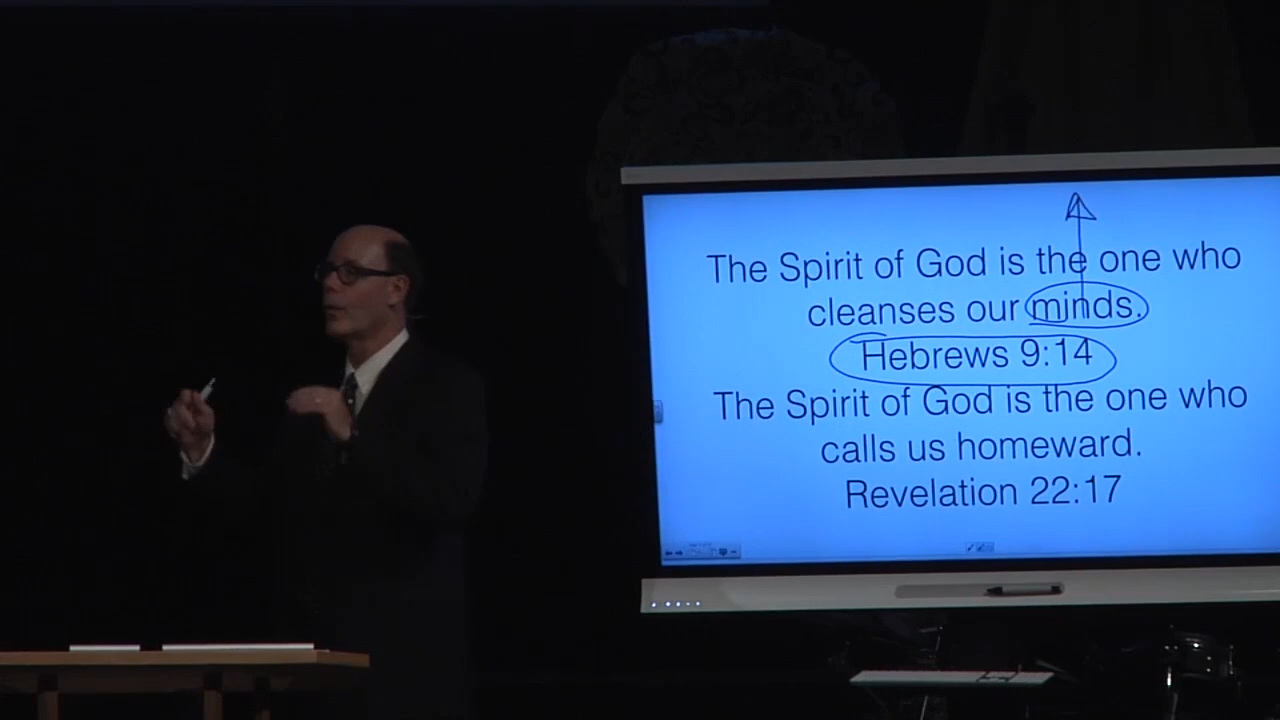 The Spirit of God is the one who
cleanses our minds.
Hebrews 9:14
The Spirit of God is the one who
calls us homeward.
Revelation 22:17